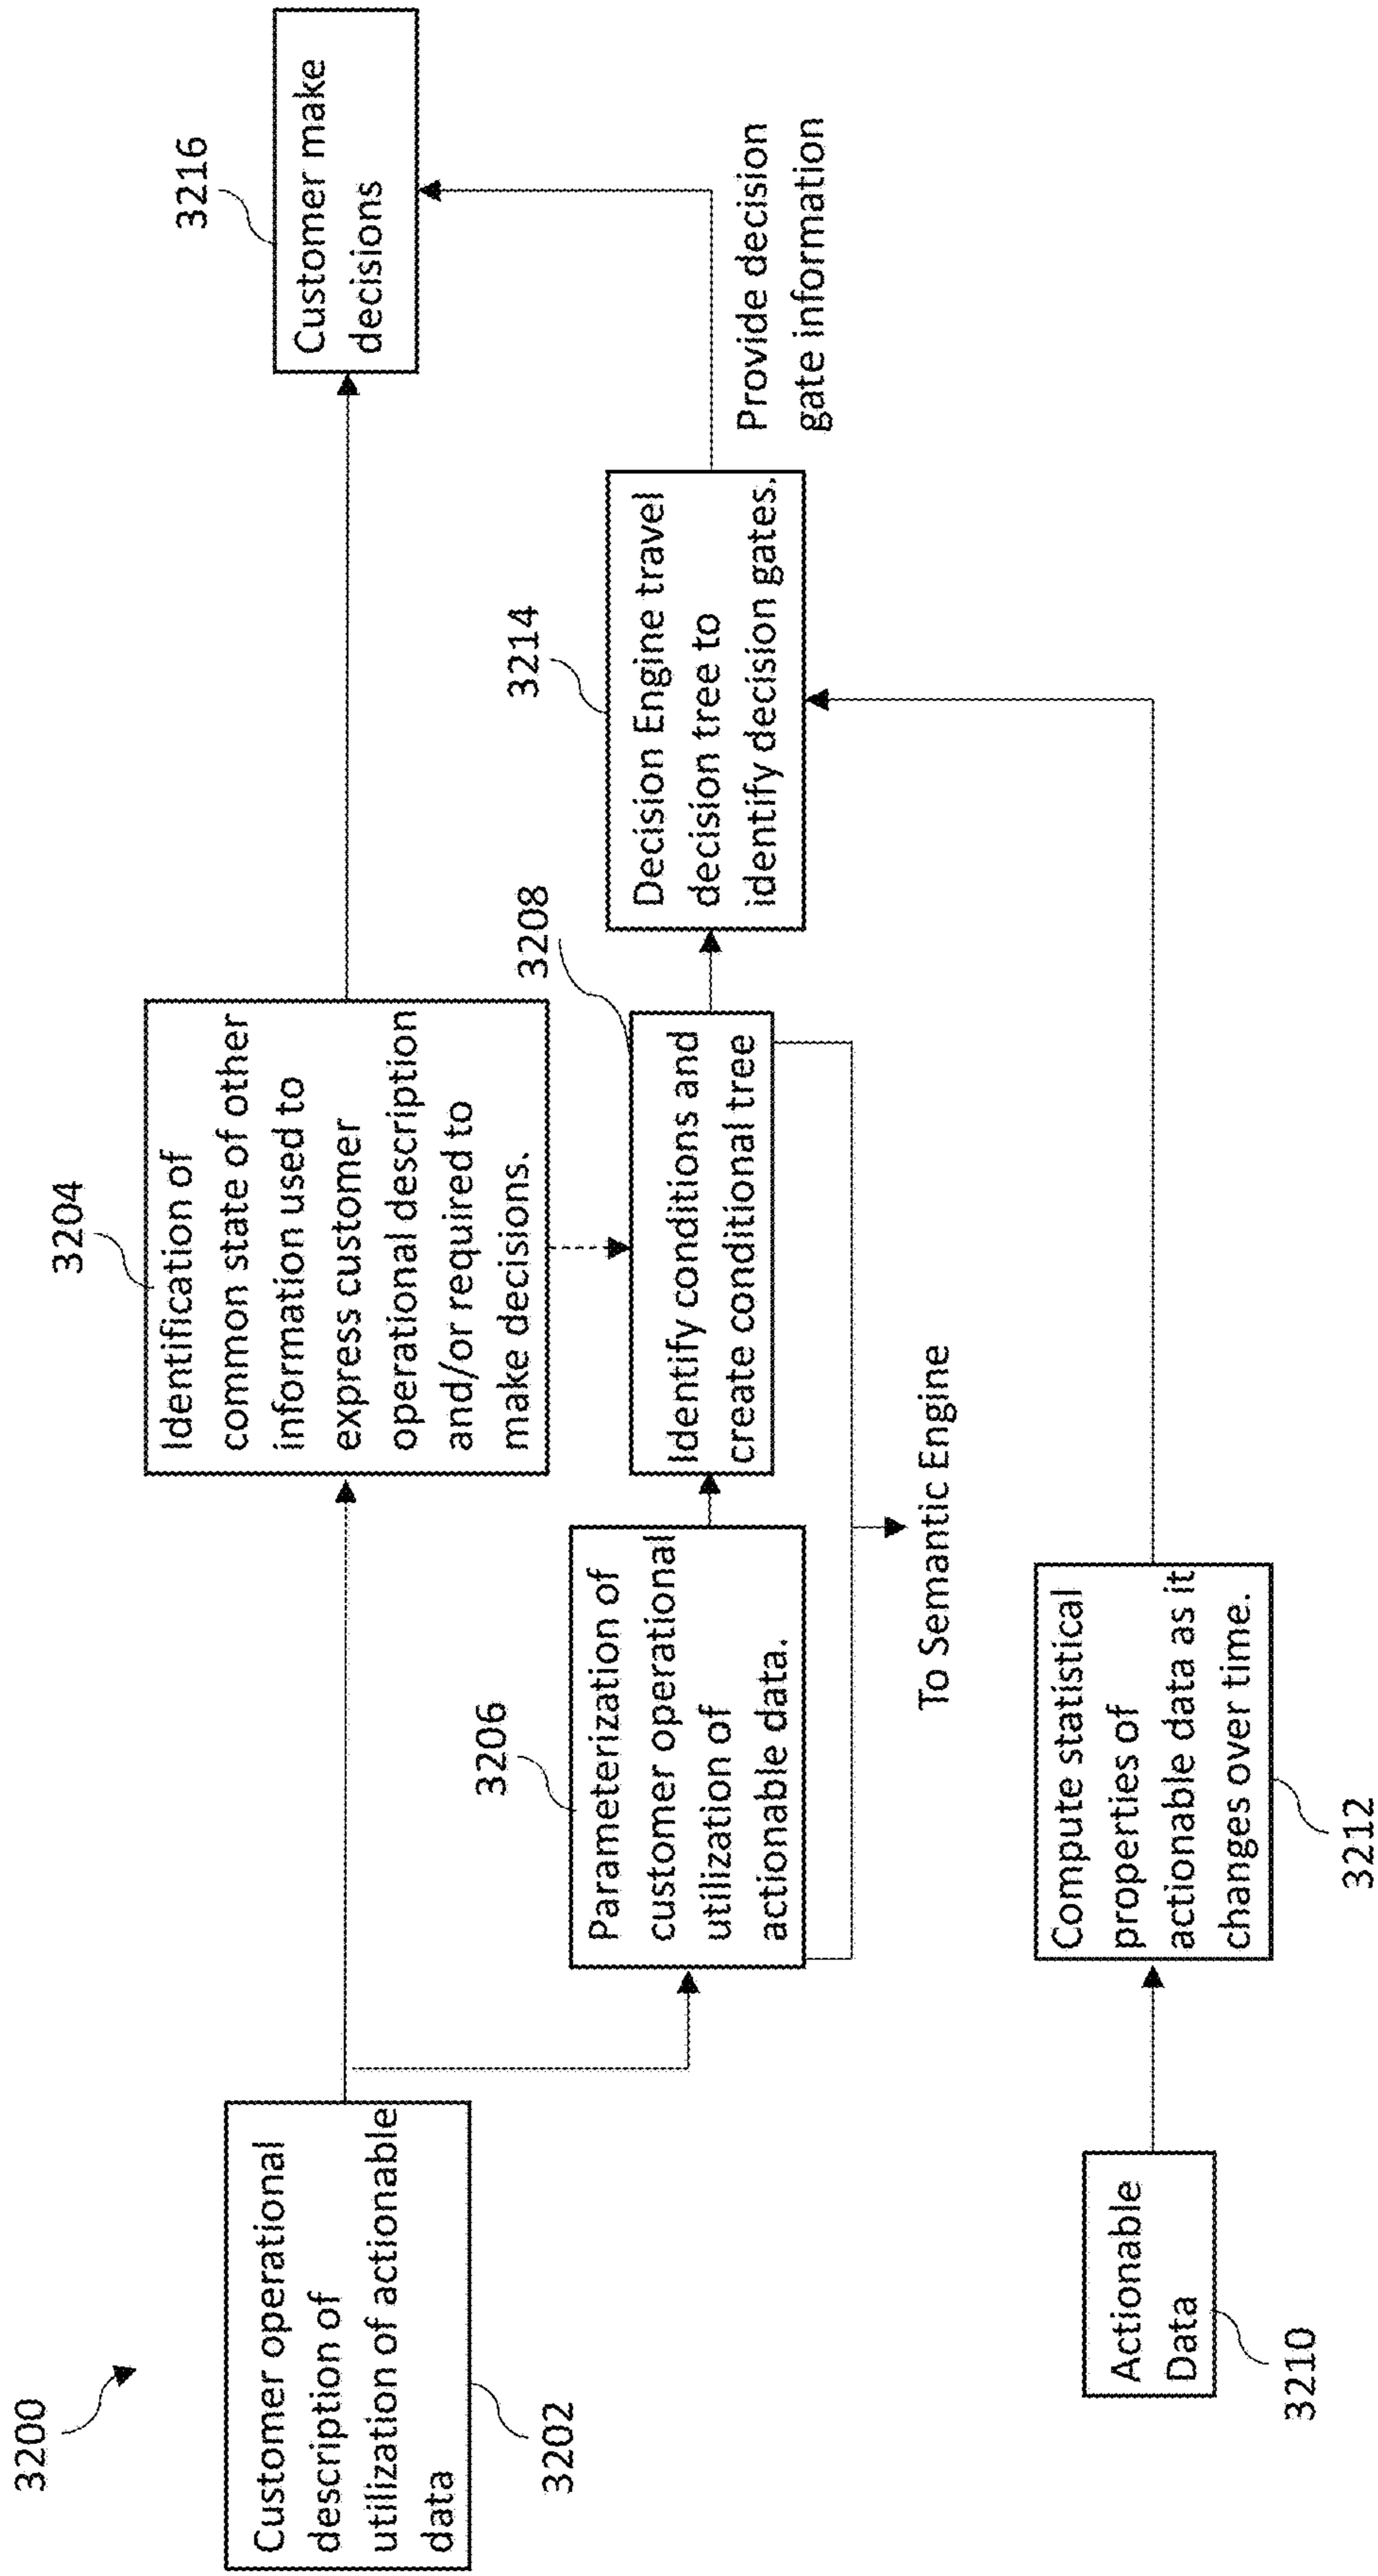 3200
Customer operational
description of
utilization of actionable
data
3202
3204
Identification of
common state of other
information used to
express customer
operational description
and/or required to
make decisions.
3216
Customer make
decisions
3206
Parameterization of
customer operational
utilization of
actionable data.
3208
Identify conditions and
create conditional tree
3214
Decision Engine travel
decision tree to
identify decision gates.
Provide decision
gate information
To Semantic Engine
Actionable
Data
3210
Compute statistical
properties of
actionable data as it
changes over time.
3212